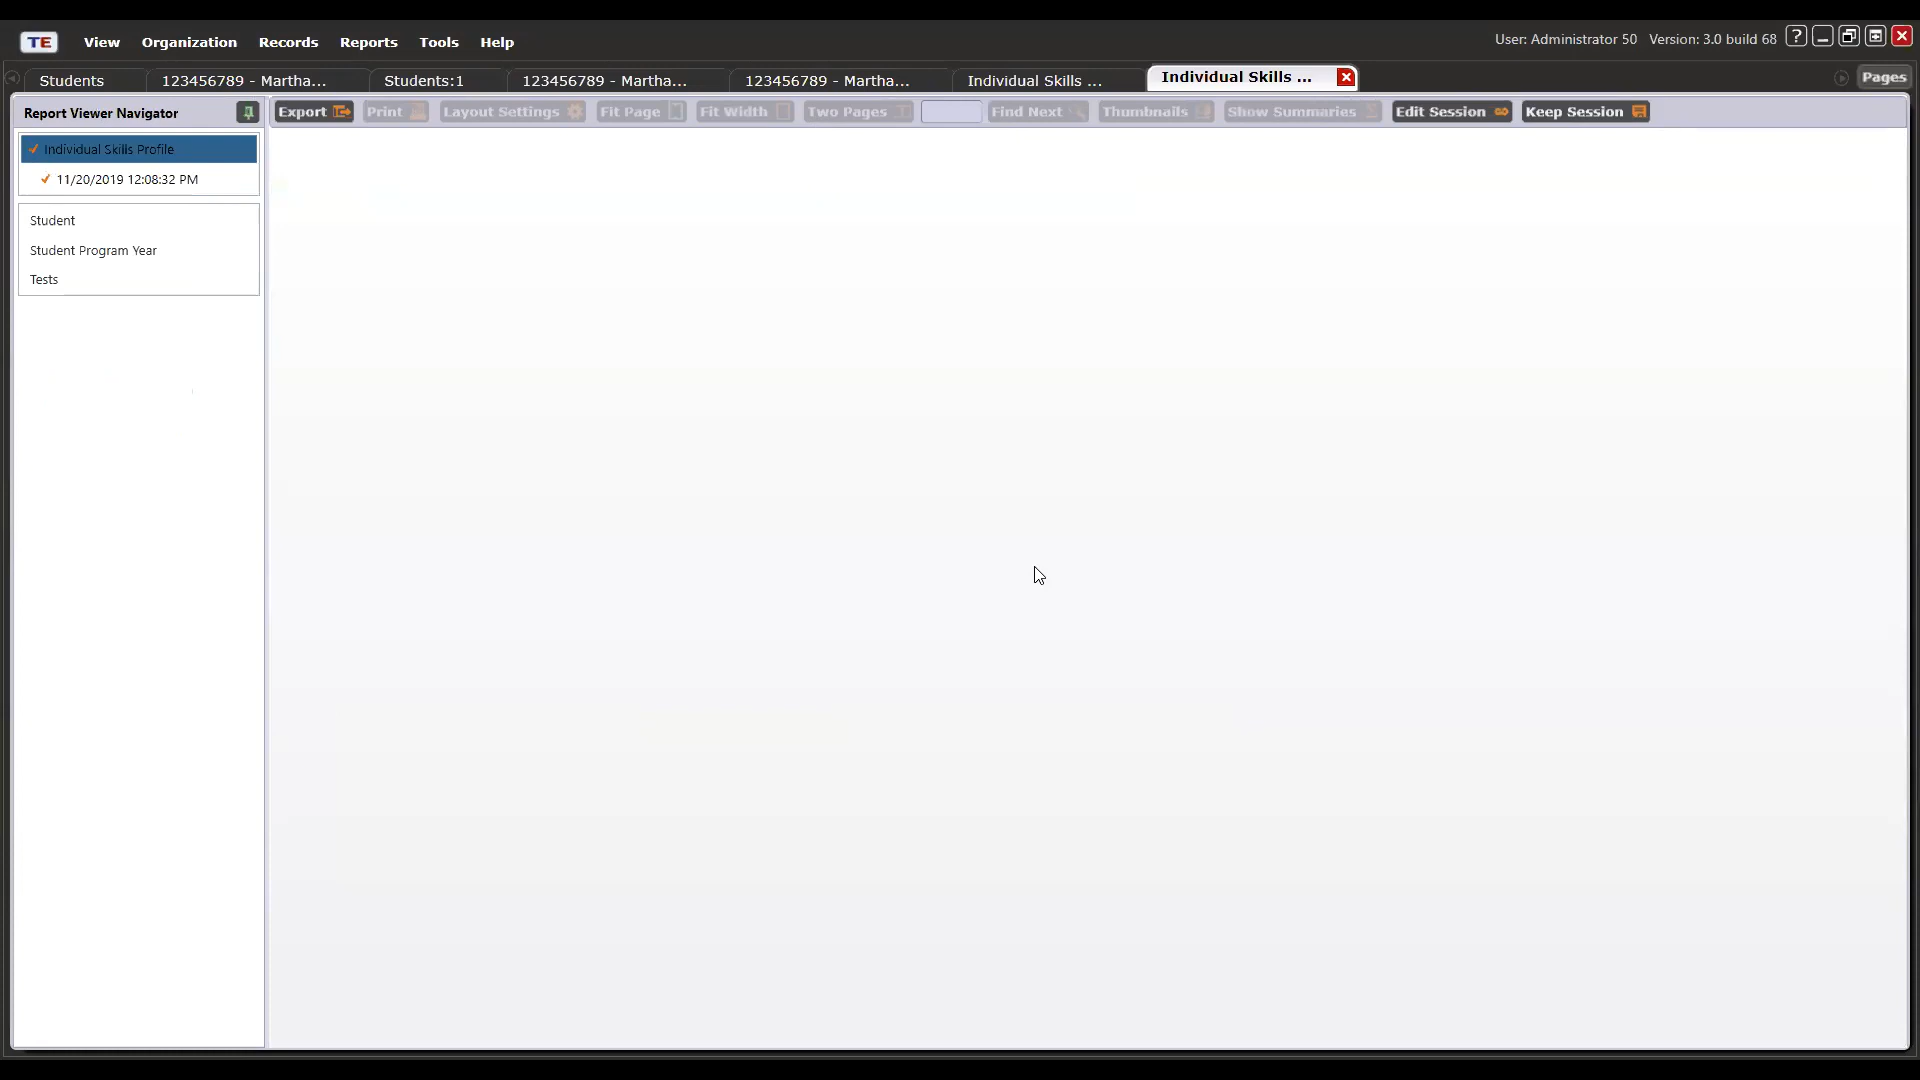 TE View Organization Records Reports Tools Help User: Administrator 50 Version: 3.0 build 68 ?
Students 123456789 - Martha... Students:1 123456789 - Martha... 123456789 - Martha... Individual Skills ... Individual Skills ... Pages
Report Viewer Navigator Export Print Layout Settings Fit Page Fit Width Two Pages Find Next Thumbnails Show Summaries Edit Session Keep Session
Individual Skills Profile
11/20/2019 12:08:32 PM
Student
Student Program Year
Tests